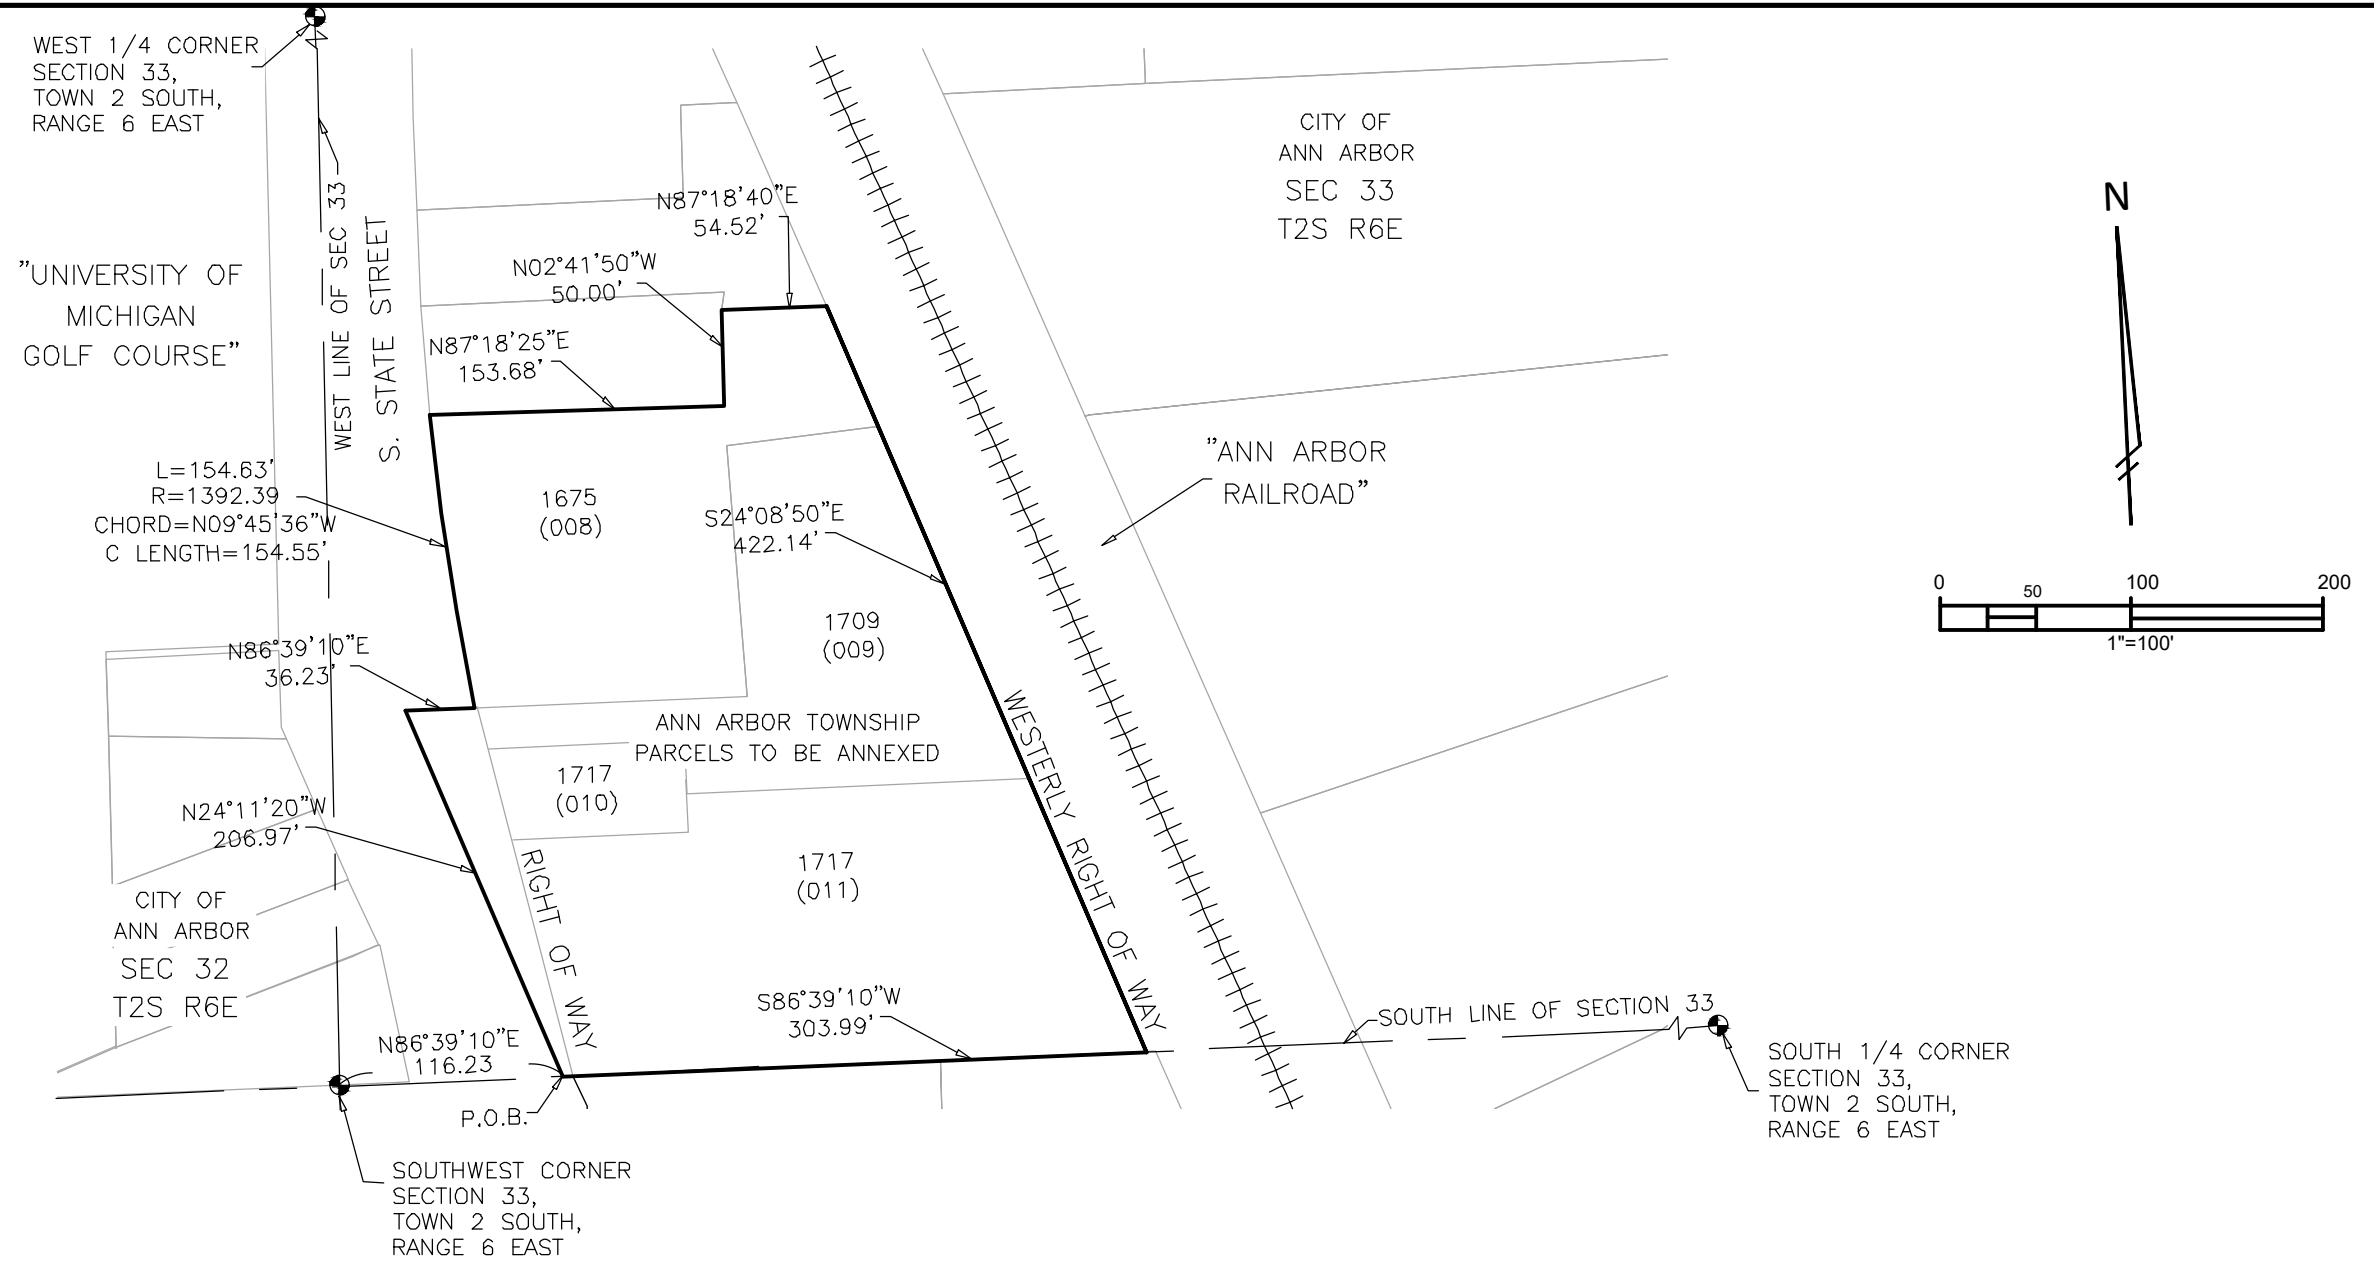 WEST 1/4 CORNER
SECTION 33,
TOWN 2 SOUTH,
RANGE 6 EAST
"UNIVERSITY OF
MICHIGAN
GOLF COURSE"
WEST LINE OF SEC 33
S. STATE STREET
N87°18'40"E
54.52'
N02°41'50"W
50.00'
N87°18'25"E
153.68'
CITY OF
ANN ARBOR
SEC 33
T2S R6E
N
0
50
100
200
1"=100'
"ANN ARBOR
RAILROAD"
L=154.63'
R=1392.39
CHORD=N09°45'36"W
C LENGTH=154.55'
1675
(008)
S24°08'50"E
422.14'
1709
(009)
N86°39'10"E
36.23'
ANN ARBOR TOWNSHIP
PARCELS TO BE ANNEXED
1717
(010)
WESTERLY RIGHT OF WAY
N24°11'20"W
206.97'
1717
(011)
RIGHT OF WAY
CITY OF
ANN ARBOR
SEC 32
T2S R6E
S86°39'10"W
303.99'
N86°39'10"E
116.23
P.O.B.
SOUTH LINE OF SECTION 33
SOUTH 1/4 CORNER
SECTION 33,
TOWN 2 SOUTH,
RANGE 6 EAST
SOUTHWEST CORNER
SECTION 33,
TOWN 2 SOUTH,
RANGE 6 EAST